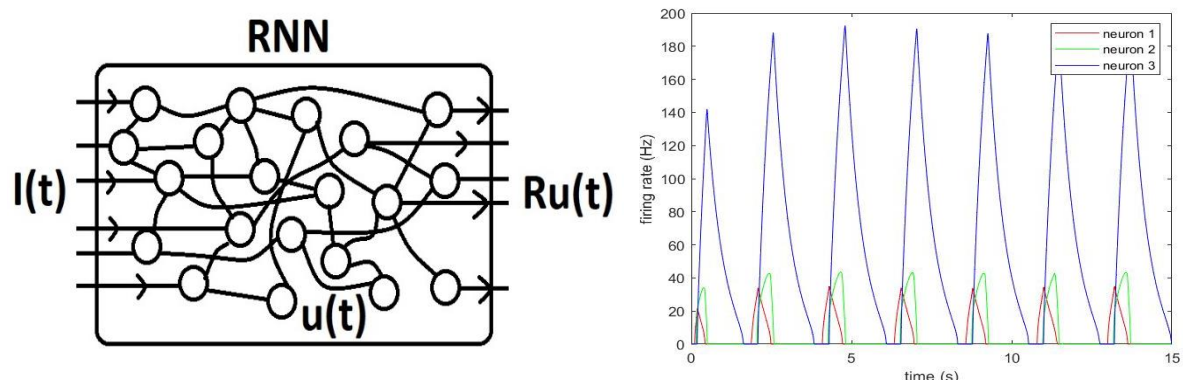 RNN
I(t)
Ru(t)
u(t)
firing rate (Hz)
200
180
160
140
120
100
80
60
40
20
0
0
5
10
15
time (s)
neuron 1
neuron 2
neuron 3